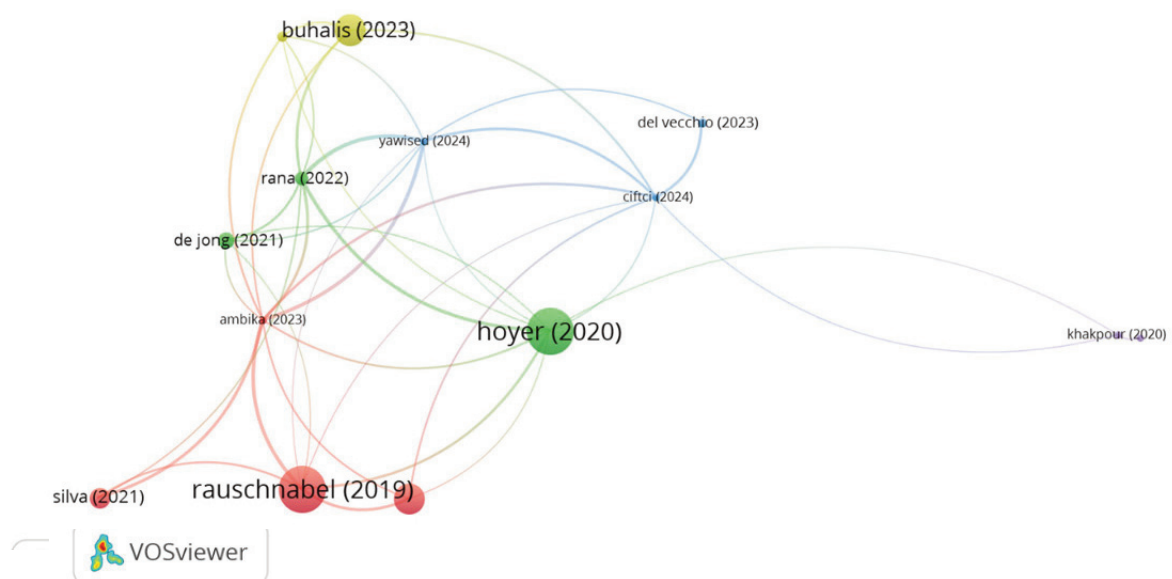 buhalis (2023)
del vecchio (2023)
yawised (2024)
rana (2022)
ciftci (2024)
de jong (2021)
ambika (2023)
hoyer (2020)
khakpour (2020)
rauschnabel (2019)
silva (2021)
VOSviewer